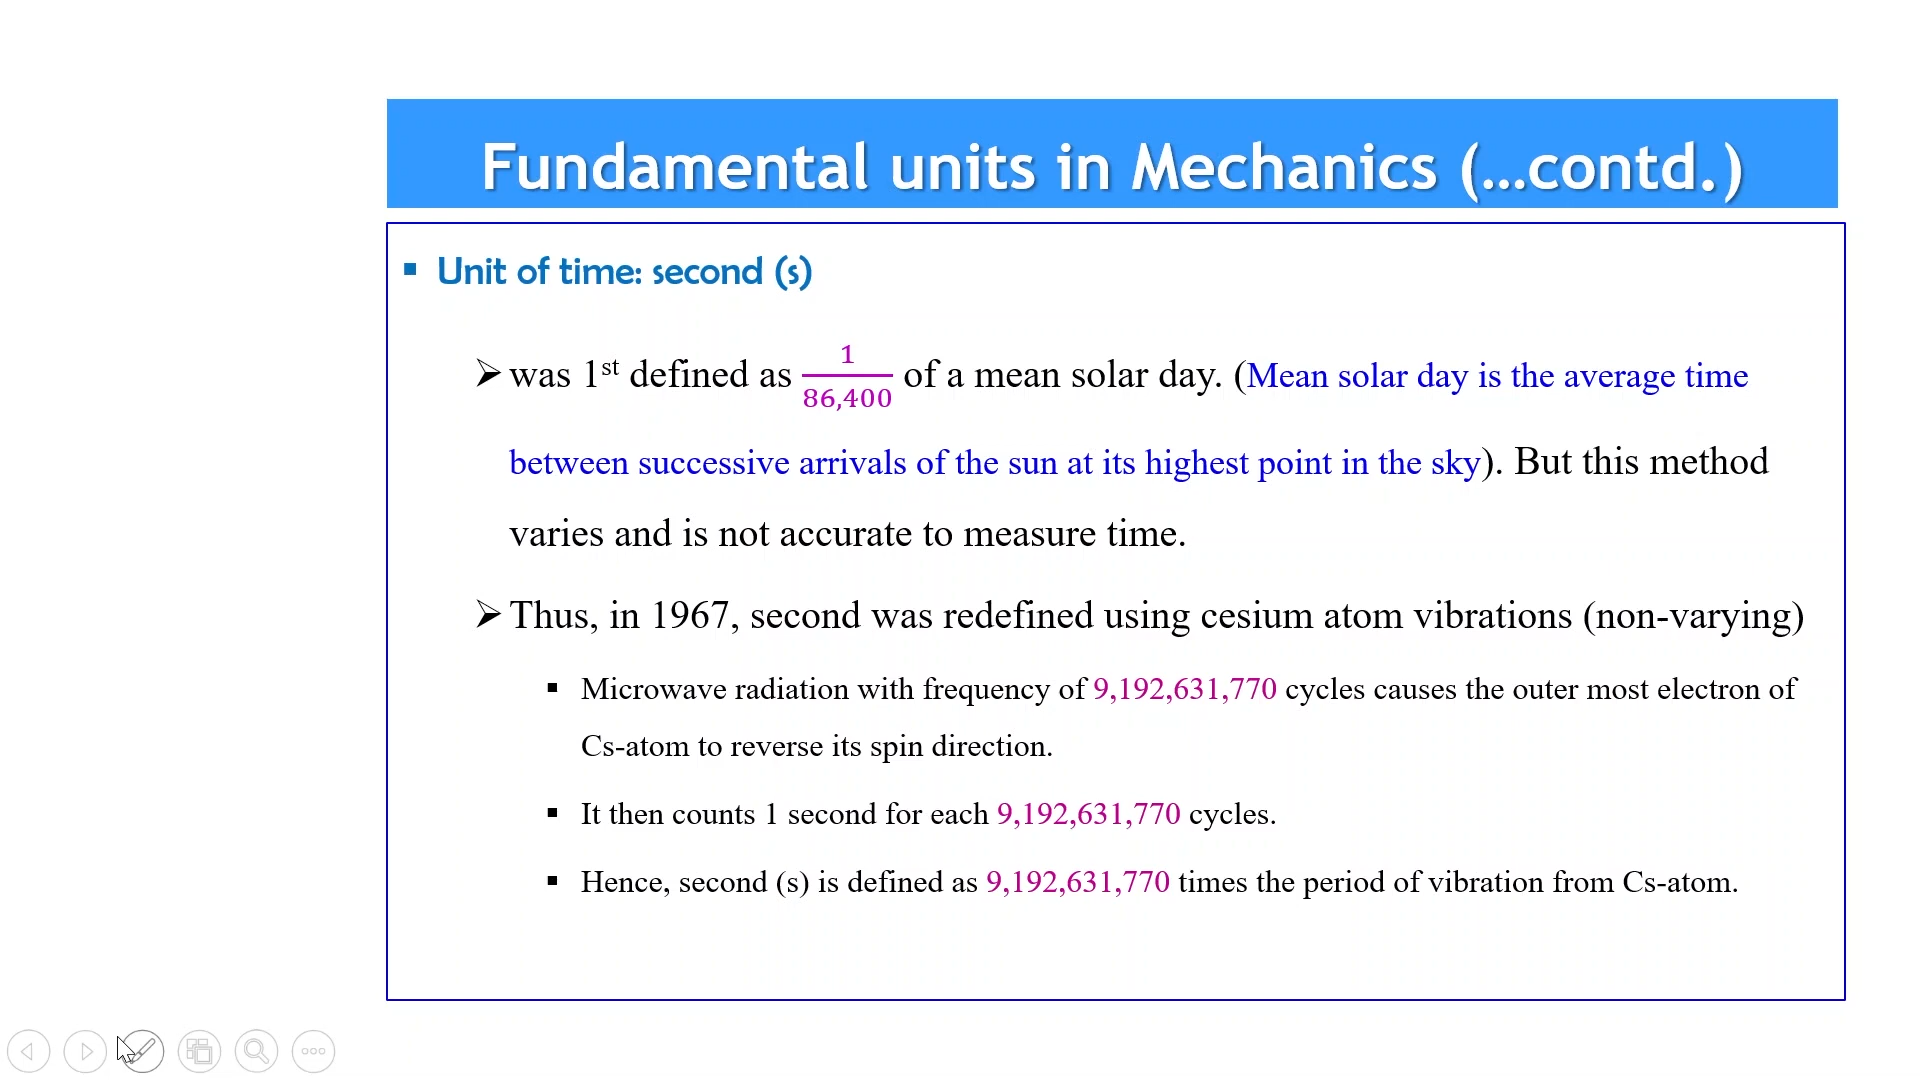 Fundamental units in Mechanics (…contd.)
▪ Unit of time: second (s)
➢ was 1st defined as 1/86,400 of a mean solar day. (Mean solar day is the average time
between successive arrivals of the sun at its highest point in the sky). But this method
varies and is not accurate to measure time.
➢ Thus, in 1967, second was redefined using cesium atom vibrations (non-varying)
▪ Microwave radiation with frequency of 9,192,631,770 cycles causes the outer most electron of
Cs-atom to reverse its spin direction.
▪ It then counts 1 second for each 9,192,631,770 cycles.
▪ Hence, second (s) is defined as 9,192,631,770 times the period of vibration from Cs-atom.